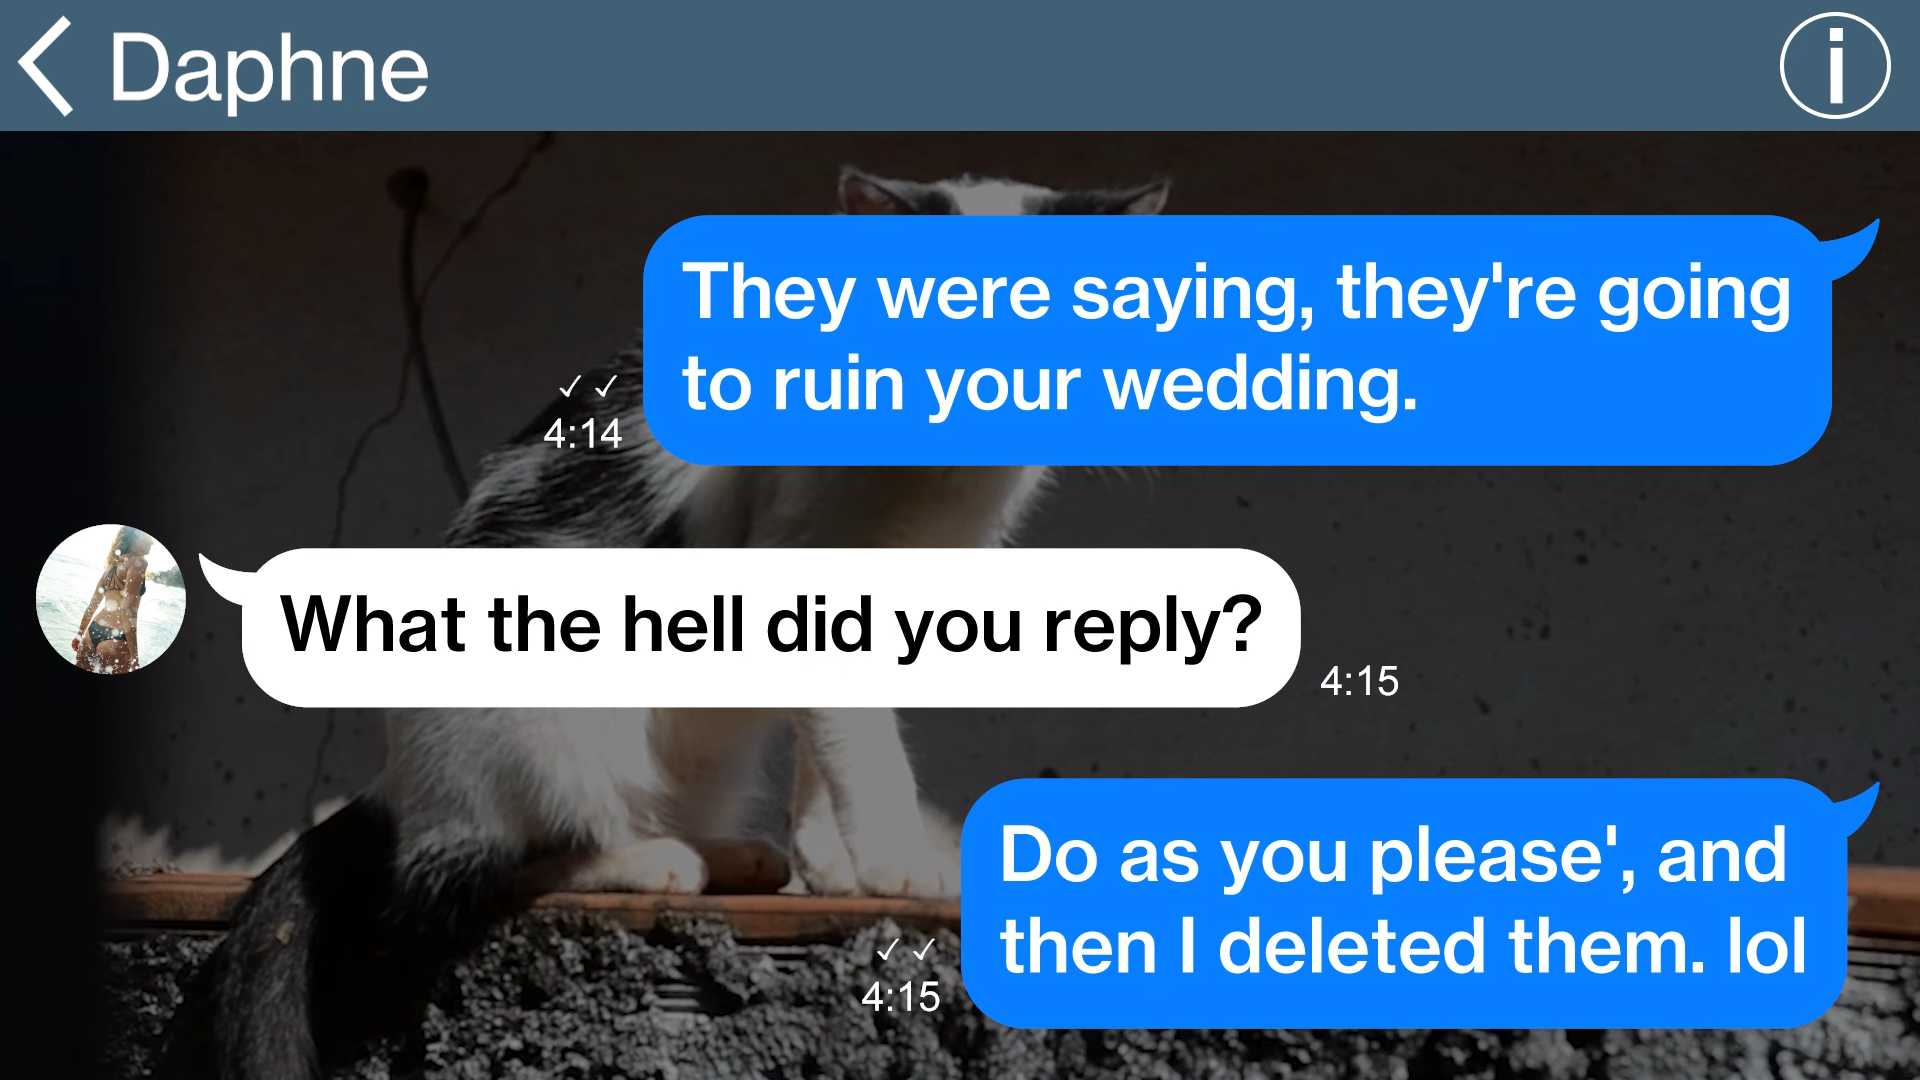 Daphne
i
They were saying, they're going
to ruin your wedding.
✓ ✓
4:14
What the hell did you reply?
4:15
Do as you please', and
then I deleted them. lol
✓ ✓
4:15